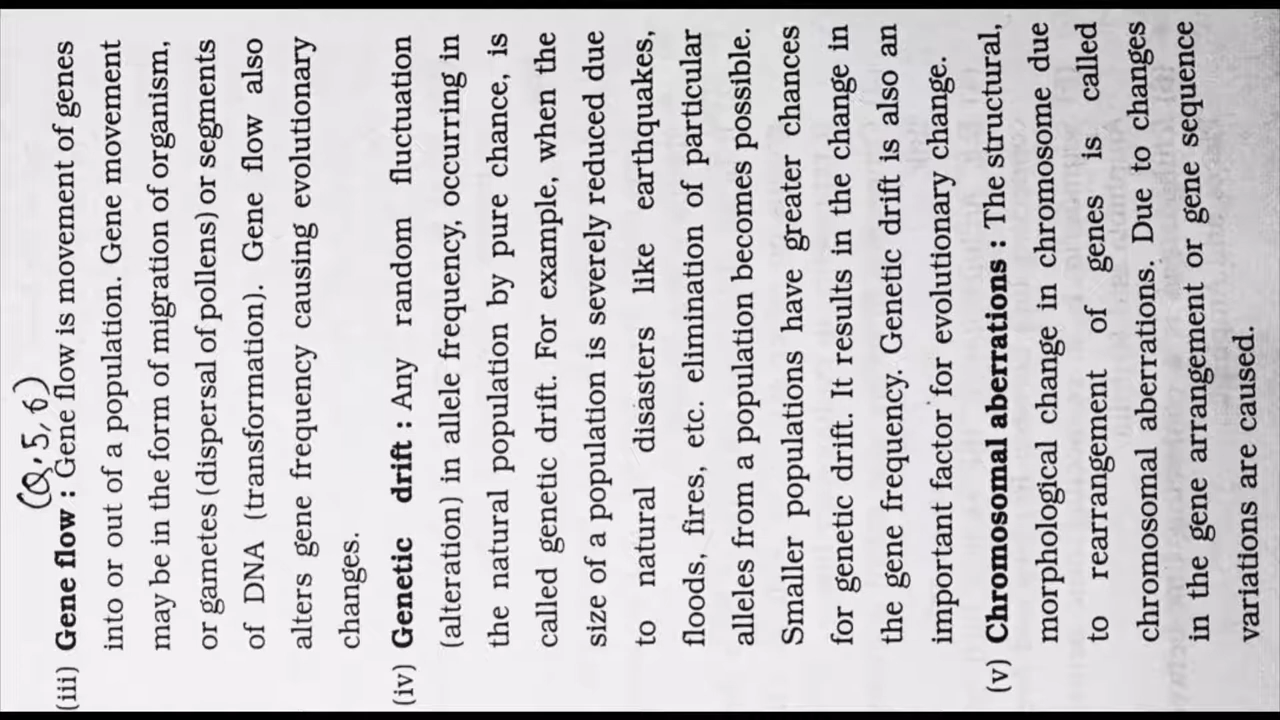 (Q, 5, 6)
(iii) Gene flow : Gene flow is movement of genes
into or out of a population. Gene movement
may be in the form of migration of organism,
or gametes (dispersal of pollens) or segments
of DNA (transformation). Gene flow also
alters gene frequency causing evolutionary
changes.
(iv) Genetic drift : Any random fluctuation
(alteration) in allele frequency, occurring in
the natural population by pure chance, is
called genetic drift. For example, when the
size of a population is severely reduced due
to natural disasters like earthquakes,
floods, fires, etc. elimination of particular
alleles from a population becomes possible.
Smaller populations have greater chances
for genetic drift. It results in the change in
the gene frequency. Genetic drift is also an
important factor for evolutionary change.
(v) Chromosomal aberrations : The structural,
morphological change in chromosome due
to rearrangement of genes is called
chromosomal aberrations. Due to changes
in the gene arrangement or gene sequence
variations are caused.